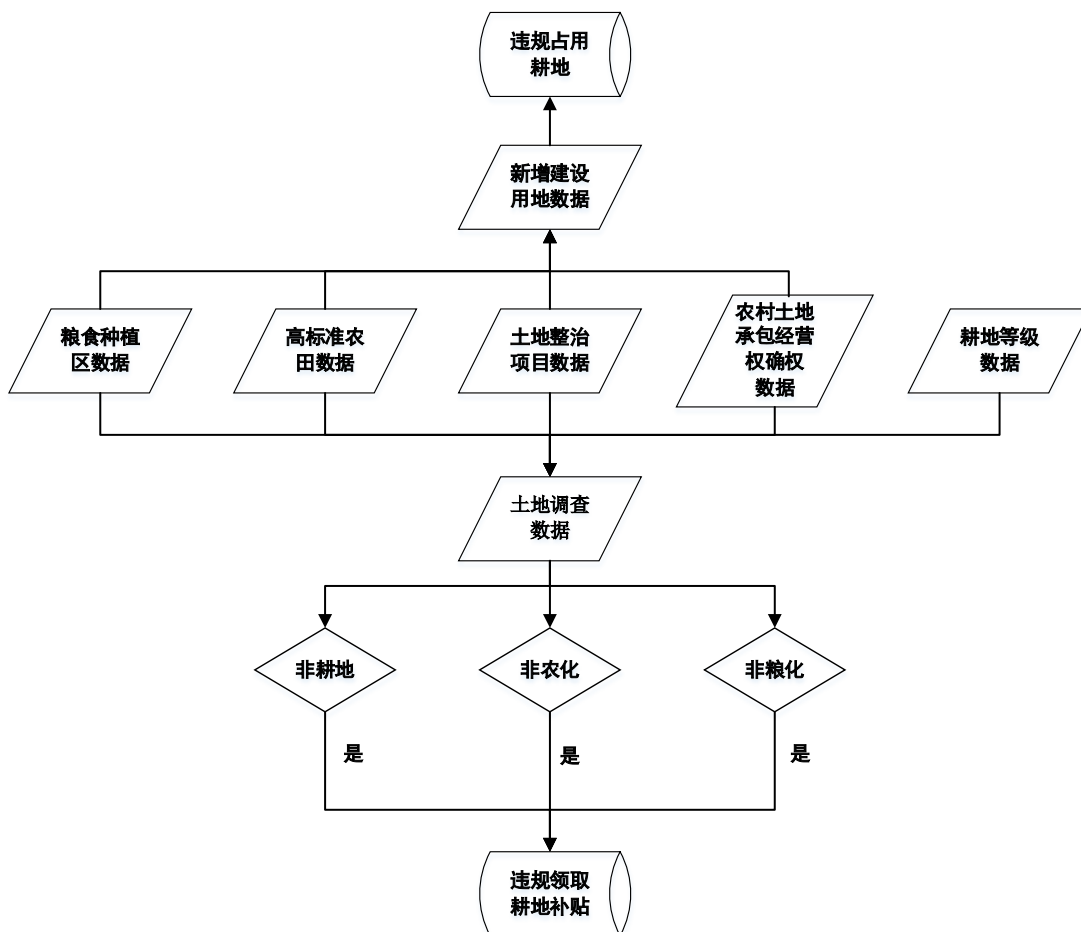 违规占用
耕地
新增建设
用地数据
粮食种植
区数据
高标准农
田数据
土地整治
项目数据
农村土地
承包经营
权确权
数据
耕地等级
数据
土地调查
数据
非耕地
非农化
非粮化
是
是
是
违规领取
耕地补贴